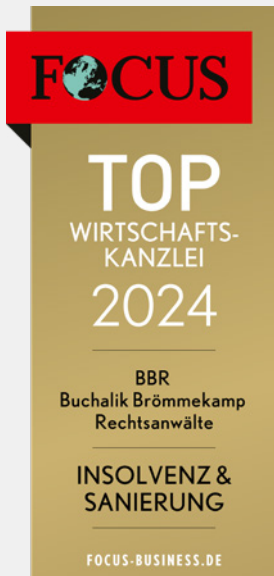 FOCUS
TOP
WIRTSCHAFTS-
KANZLEI
2024
BBR
Buchalik Brömmekamp
Rechtsanwälte
INSOLVENZ &
SANIERUNG
FOCUS-BUSINESS.DE